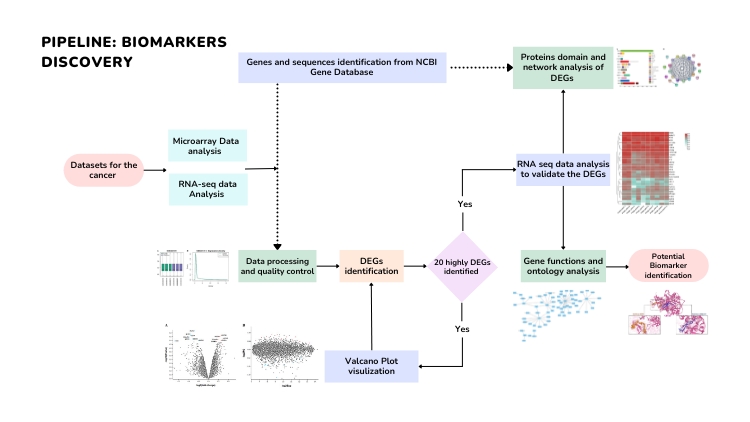 PIPELINE: BIOMARKERS
DISCOVERY
Genes and sequences identification from NCBI
Gene Database
Proteins domain and
network analysis of
DEGs
Microarray Data
analysis
Datasets for the
cancer
RNA-seq data
Analysis
RNA seq data analysis
to validate the DEGs
Yes
Data processing
and quality control
DEGs
identification
20 highly DEGs
identified
Gene functions and
ontology analysis
Potential
Biomarker
identification
Yes
Valcano Plot
visulization
A
B